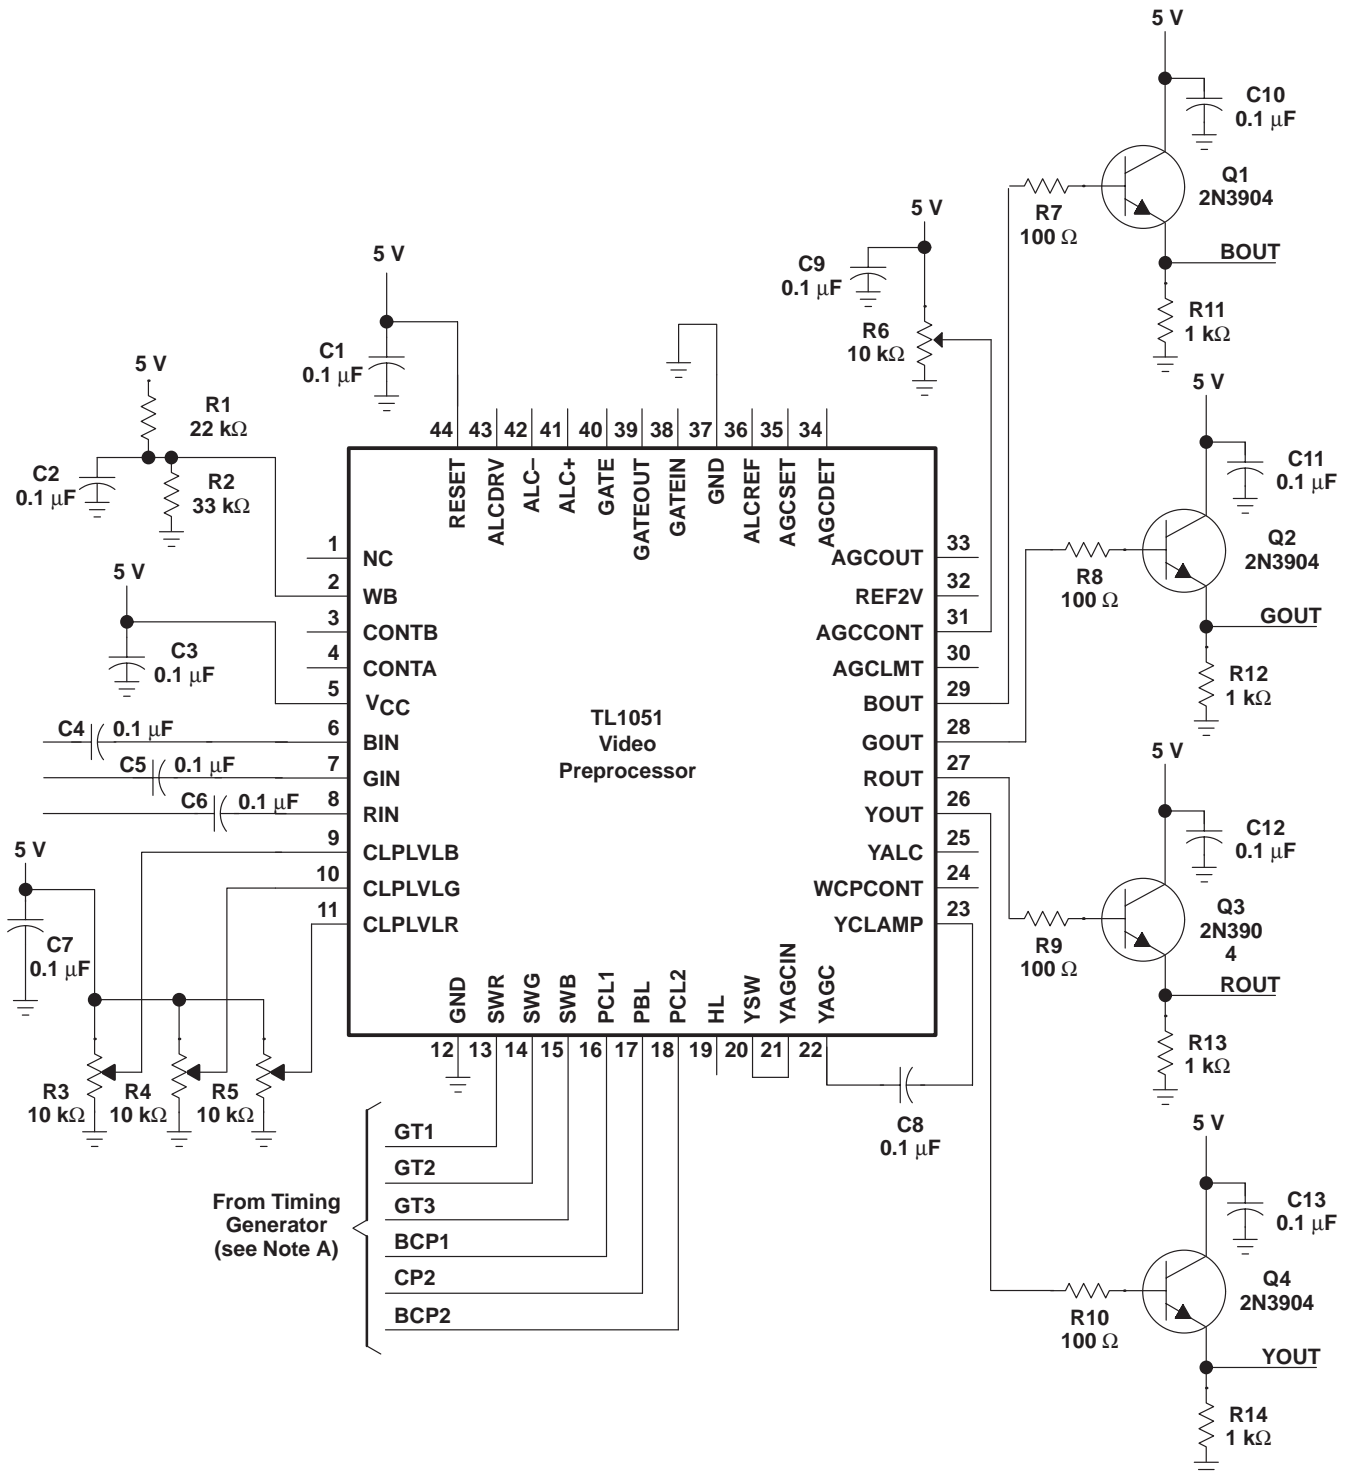 5 V
C10
0.1 μF
Q1
2N3904
R7
100 Ω
BOUT
R11
1 kΩ
5 V
C9
0.1 μF
R6
10 kΩ
5 V
C1
0.1 μF
5 V
R1
22 kΩ
C2
0.1 μF
R2
33 kΩ
5 V
C11
0.1 μF
Q2
2N3904
R8
100 Ω
GOUT
R12
1 kΩ
44 43 42 41 40 39 38 37 36 35 34
RESET
ALCDRV
ALC–
ALC+
GATE
GATEOUT
GATEIN
GND
ALCREF
AGCSET
AGCDET
1 NC
2 WB
3 CONTB
4 CONTA
5 VCC
6 BIN
7 GIN
8 RIN
9 CLPLVLB
10 CLPLVLG
11 CLPLVLR
5 V
C3
0.1 μF
C4 0.1 μF
C5 0.1 μF
C6 0.1 μF
5 V
C7
0.1 μF
R3
10 kΩ
R4
10 kΩ
R5
10 kΩ
TL1051
Video
Preprocessor
AGCOUT 33
REF2V 32
AGCCONT 31
AGCLMT 30
BOUT 29
GOUT 28
ROUT 27
YOUT 26
YALC 25
WCPCONT 24
YCLAMP 23
GND
SWR
SWG
SWB
PCL1
PBL
PCL2
HL
YSW
YAGCIN
YAGC
12 13 14 15 16 17 18 19 20 21 22
C8
0.1 μF
5 V
C12
0.1 μF
Q3
2N390
4
R9
100 Ω
ROUT
R13
1 kΩ
5 V
C13
0.1 μF
Q4
2N3904
R10
100 Ω
YOUT
R14
1 kΩ
From Timing
Generator
(see Note A)
GT1
GT2
GT3
BCP1
CP2
BCP2